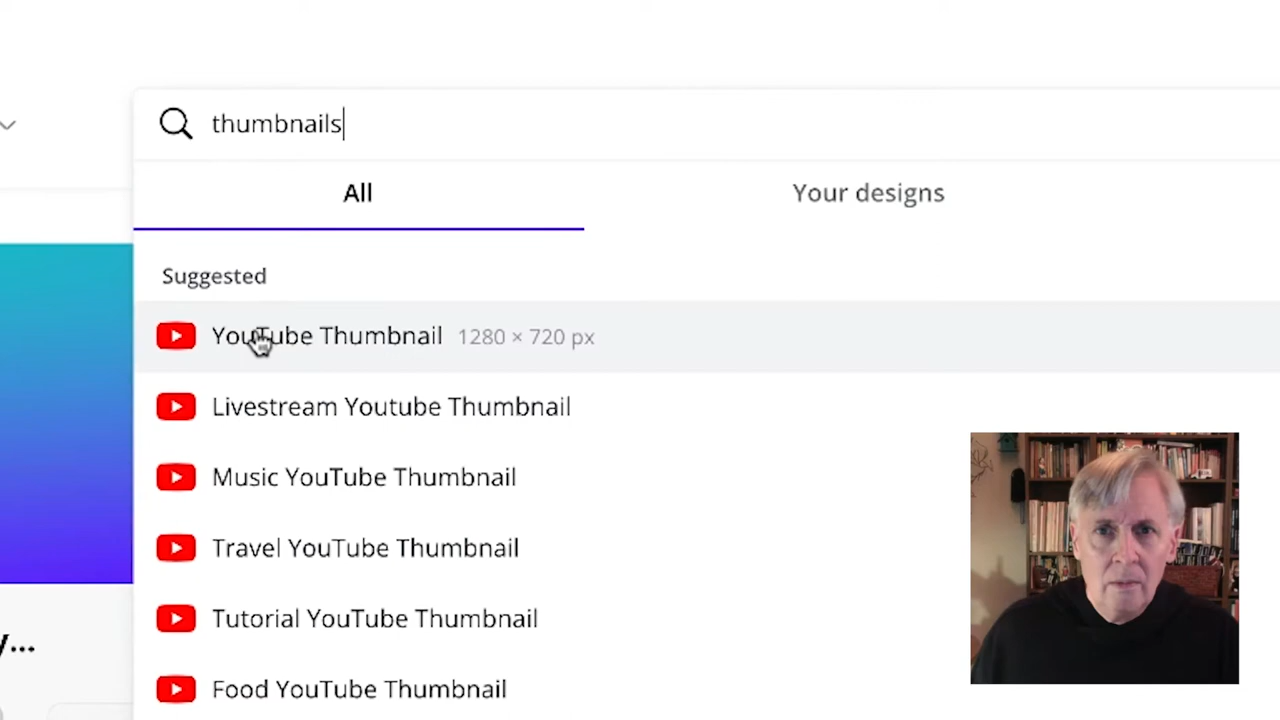 thumbnails
All
Your designs
Suggested
YouTube Thumbnail 1280 × 720 px
Livestream Youtube Thumbnail
Music YouTube Thumbnail
Travel YouTube Thumbnail
Tutorial YouTube Thumbnail
y...
Food YouTube Thumbnail